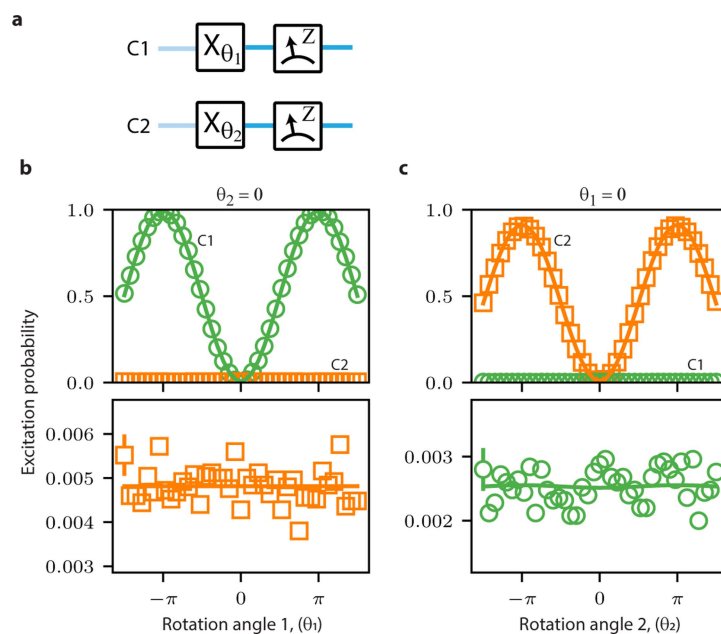 a
C1 Xθ₁ Z
C2 Xθ₂ Z
b
θ₂ = 0
Excitation probability
1.0
0.5
0.0
C1
C2
0.006
0.005
0.004
0.003
−π 0 π
Rotation angle 1, (θ₁)
c
θ₁ = 0
1.0
0.5
0.0
C2
C1
0.003
0.002
−π 0 π
Rotation angle 2, (θ₂)